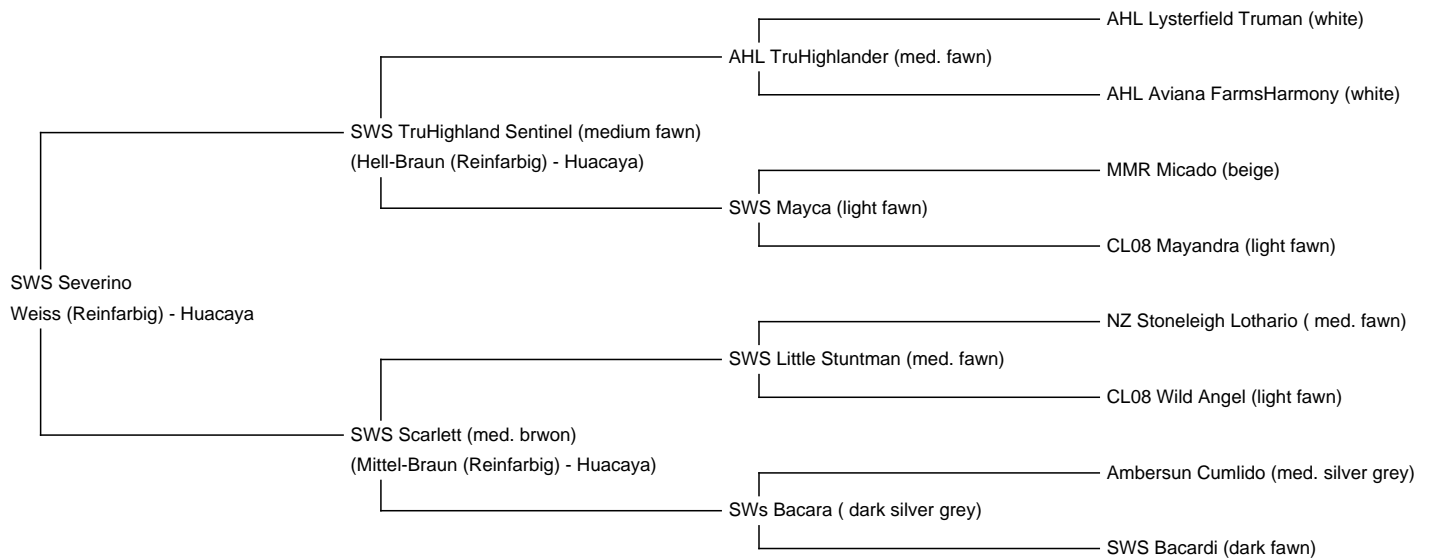 AHL Lysterfield Truman (white)
AHL TruHighlander (med. fawn)
AHL Aviana FarmsHarmony (white)
SWS TruHighland Sentinel (medium fawn)
(Hell-Braun (Reinfarbig) - Huacaya)
MMR Micado (beige)
SWS Mayca (light fawn)
CL08 Mayandra (light fawn)
SWS Severino
Weiss (Reinfarbig) - Huacaya
NZ Stoneleigh Lothario ( med. fawn)
SWS Little Stuntman (med. fawn)
CL08 Wild Angel (light fawn)
SWS Scarlett (med. brwon)
(Mittel-Braun (Reinfarbig) - Huacaya)
Ambersun Cumlido (med. silver grey)
SWs Bacara ( dark silver grey)
SWS Bacardi (dark fawn)